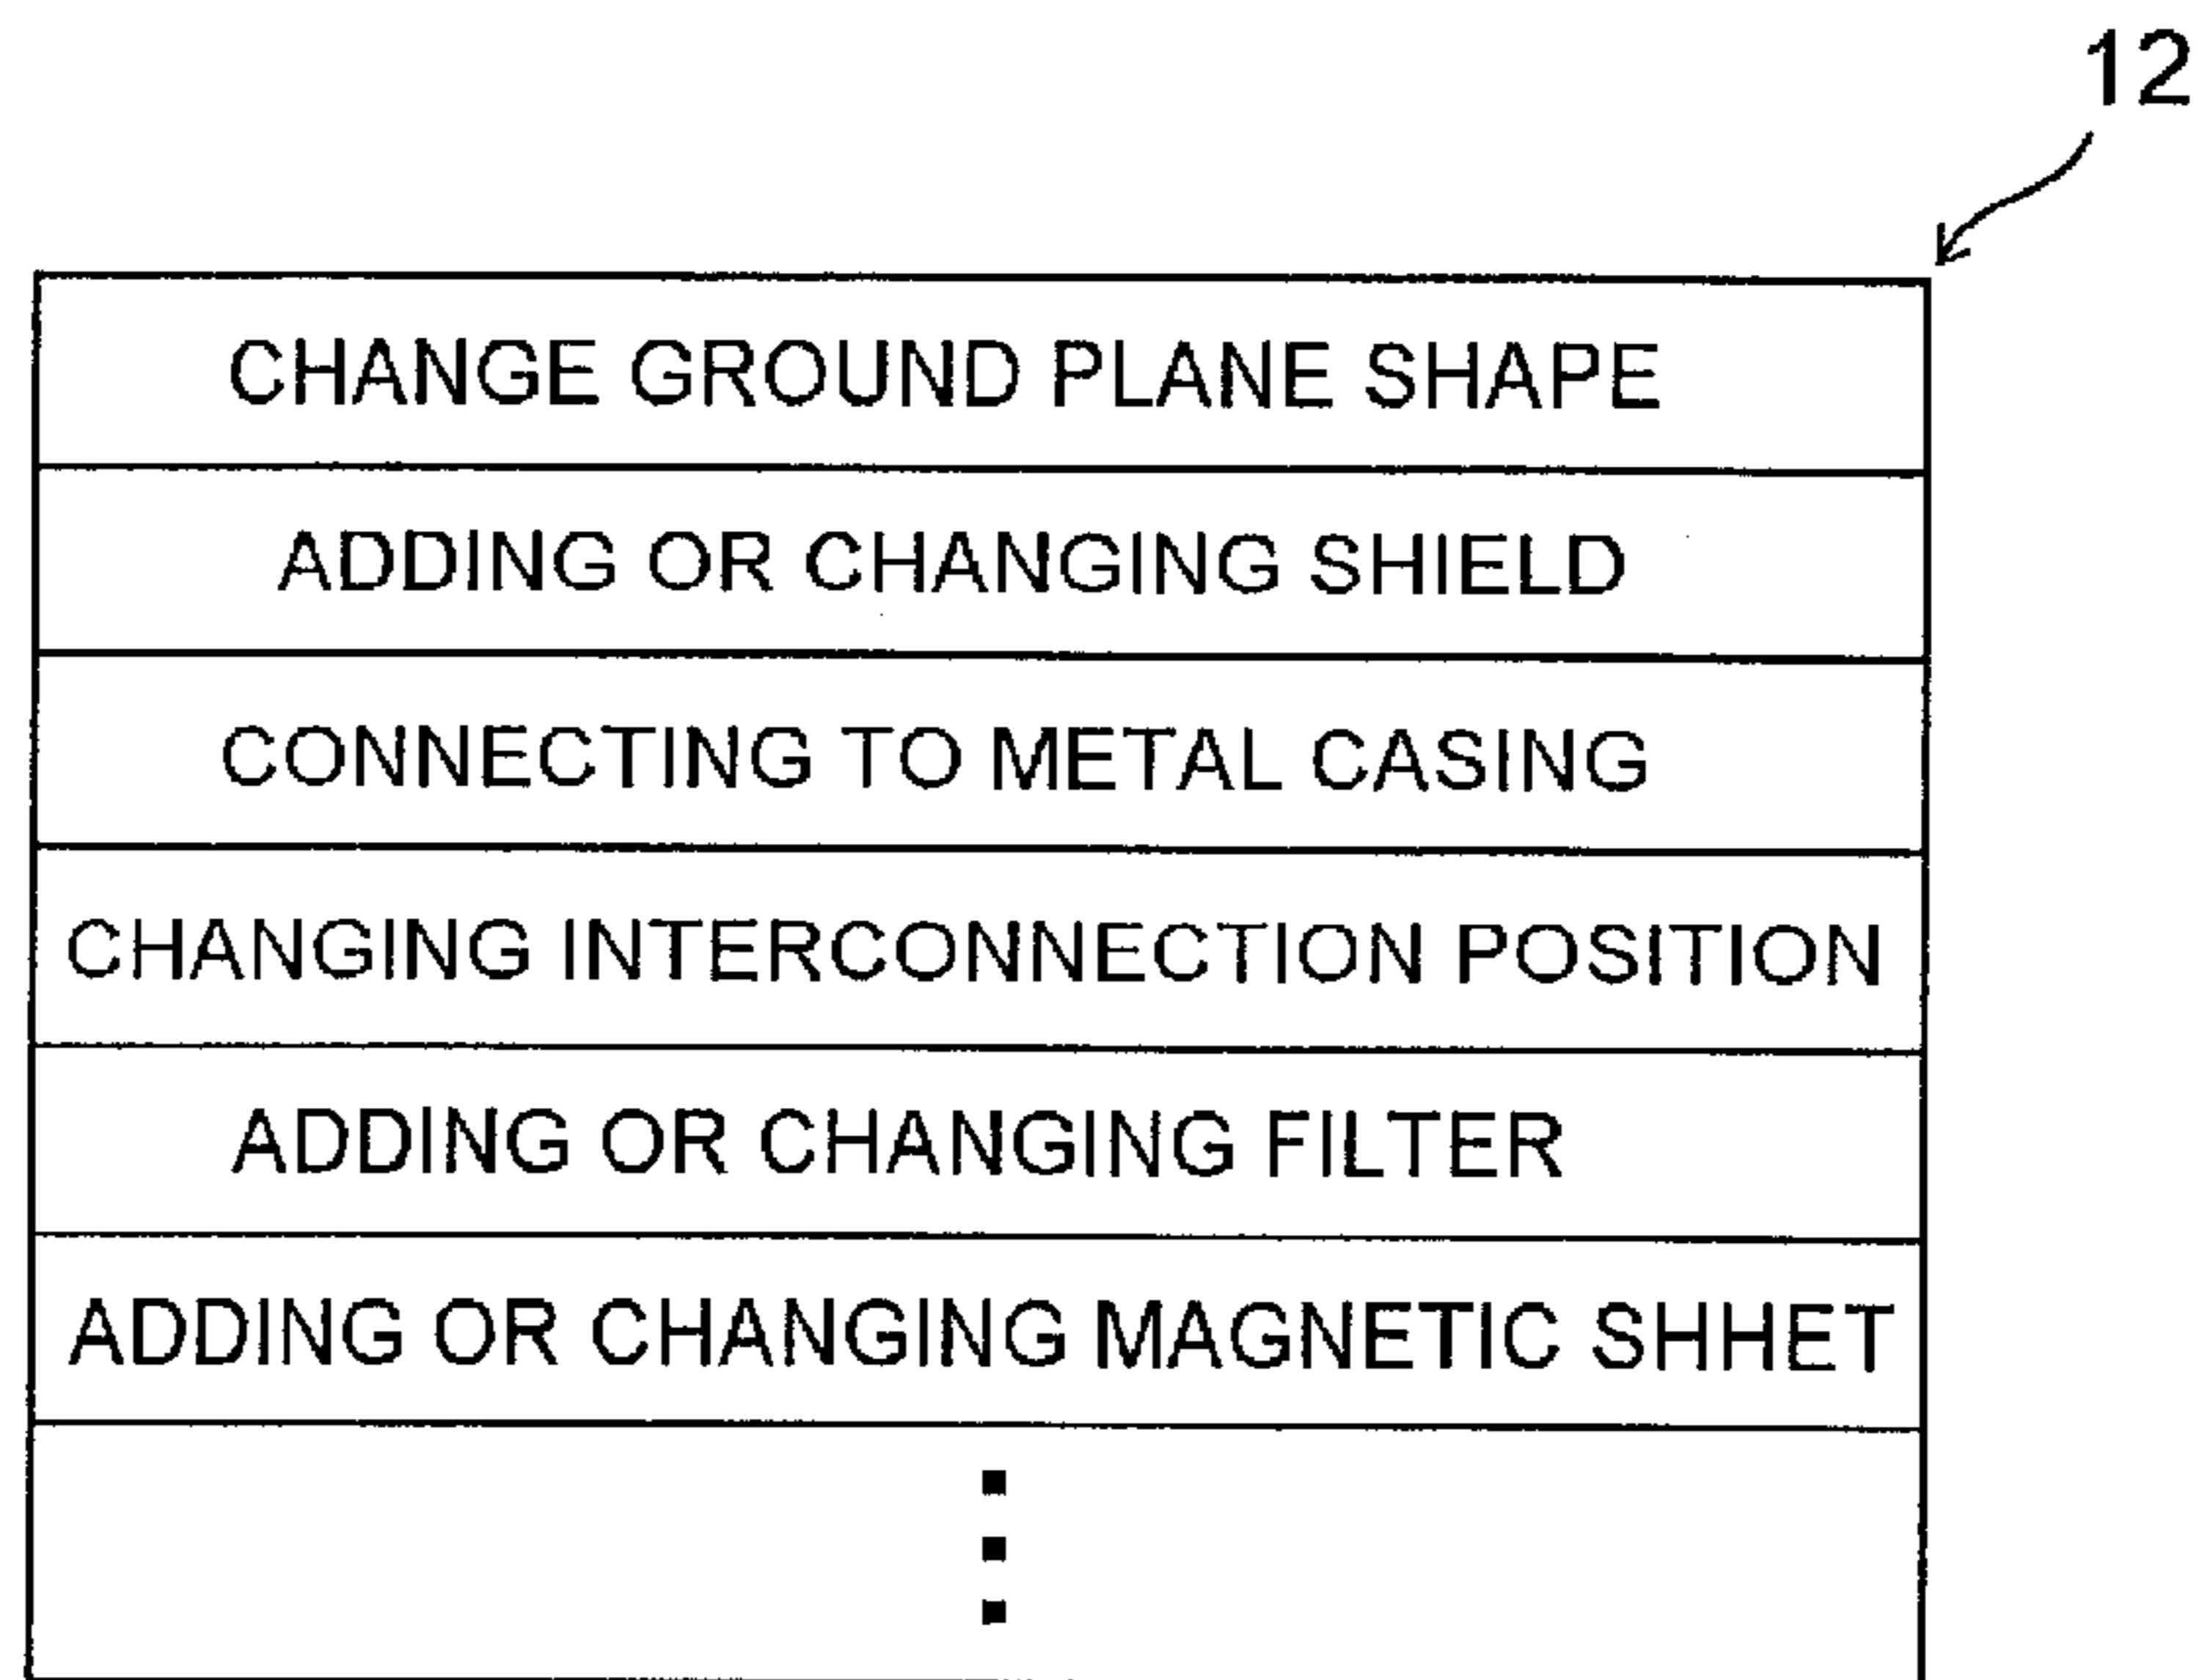 12
CHANGE GROUND PLANE SHAPE
ADDING OR CHANGING SHIELD
CONNECTING TO METAL CASING
CHANGING INTERCONNECTION POSITION
ADDING OR CHANGING FILTER
ADDING OR CHANGING MAGNETIC SHHET